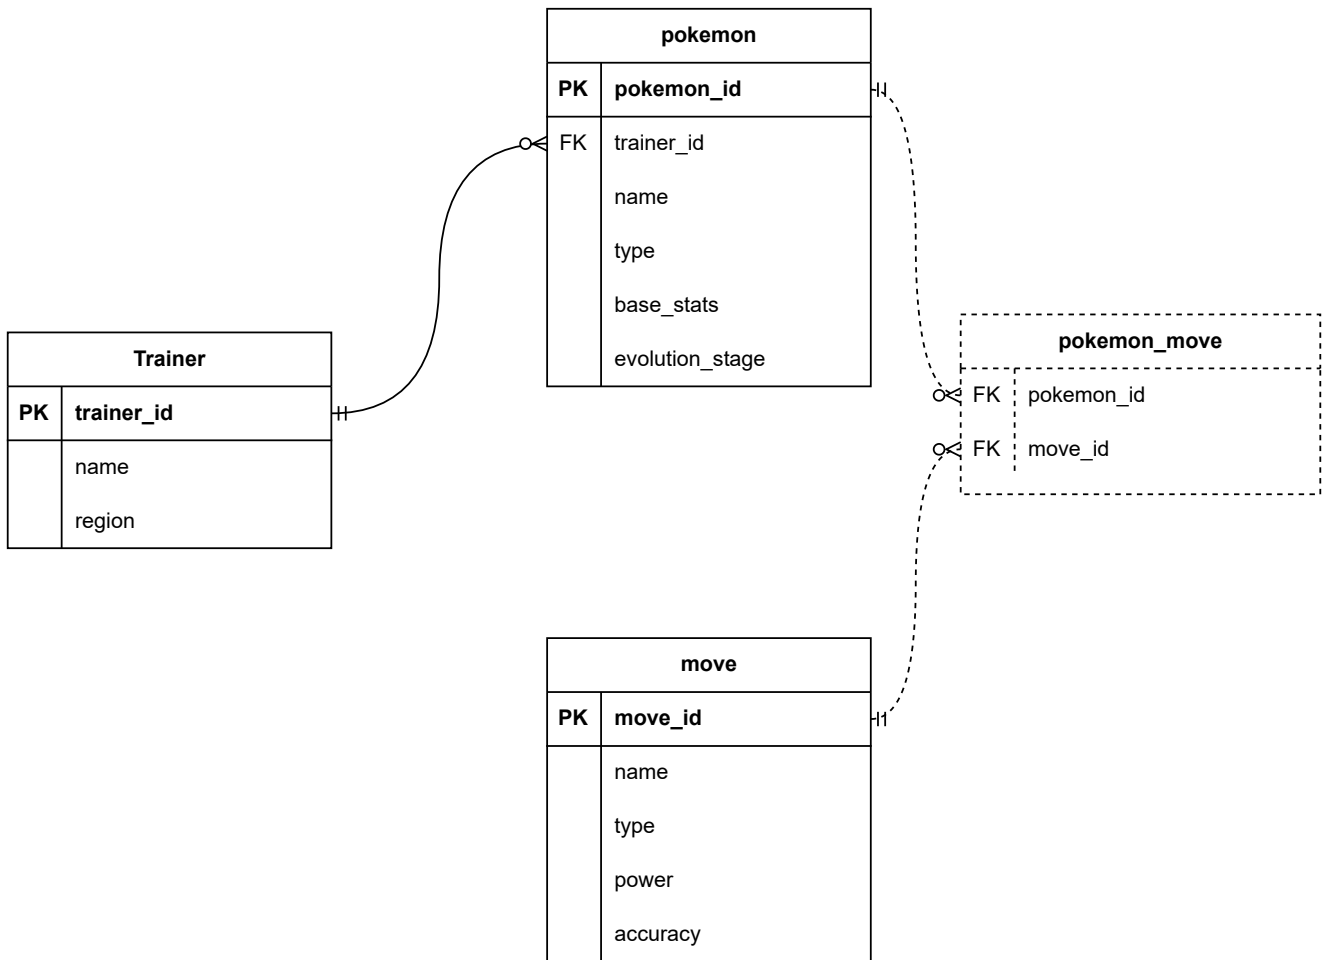 pokemon
PK pokemon_id
FK trainer_id
name
type
base_stats
evolution_stage
Trainer
PK trainer_id
name
region
pokemon_move
FK pokemon_id
FK move_id
move
PK move_id
name
type
power
accuracy